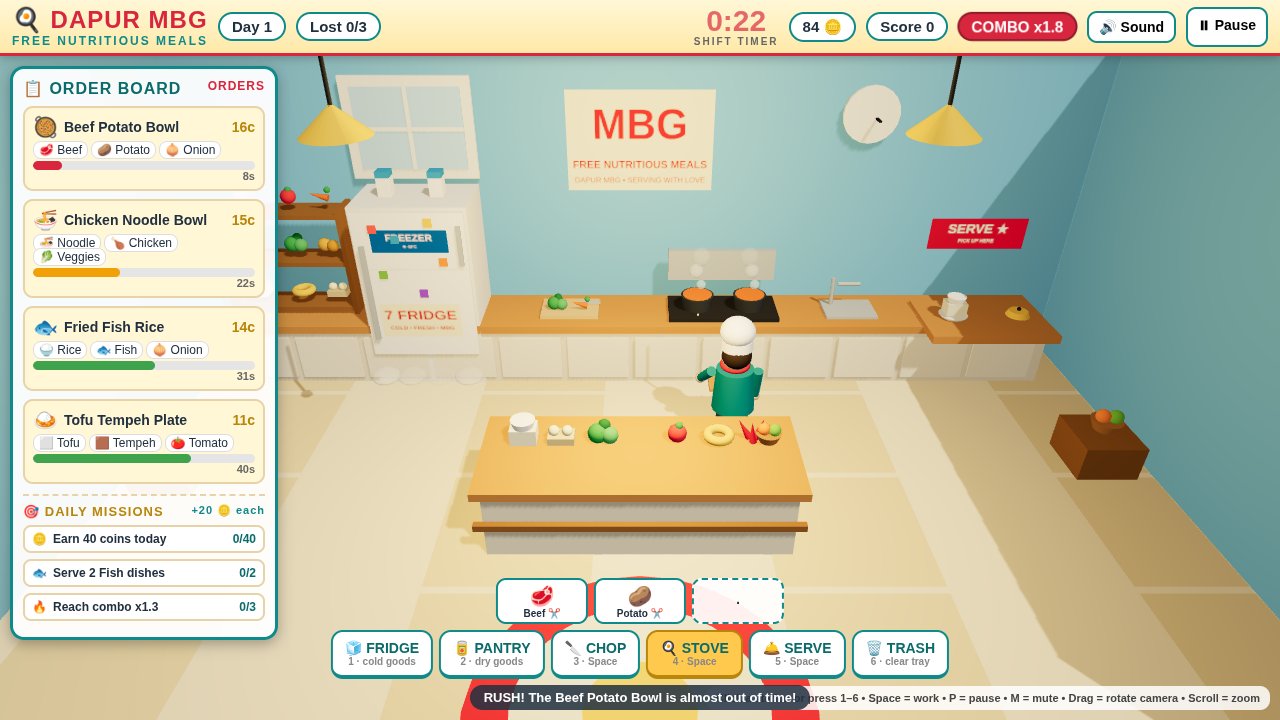 🍳 DAPUR MBG
FREE NUTRITIOUS MEALS
Day 1
Lost 0/3
0:22
SHIFT TIMER
84 🪙
Score 0
COMBO x1.8
🔊 Sound
⏸ Pause
📋 ORDER BOARD
ORDERS
Beef Potato Bowl 16c
🥩 Beef 🥔 Potato 🧅 Onion
8s
Chicken Noodle Bowl 15c
🍜 Noodle 🍗 Chicken
🥬 Veggies
22s
Fried Fish Rice 14c
🍚 Rice 🐟 Fish 🧅 Onion
31s
Tofu Tempeh Plate 11c
⬜ Tofu 🟫 Tempeh 🍅 Tomato
40s
🎯 DAILY MISSIONS +20 🪙 each
Earn 40 coins today 0/40
Serve 2 Fish dishes 0/2
Reach combo x1.3 0/3
MBG
FREE NUTRITIOUS MEALS
DAPUR MBG • SERVING WITH LOVE
7 FRIDGE
COLD • FRESH • MBG
SERVE ★
PICK UP HERE
Beef ✂️
Potato ✂️
.
🧊 FRIDGE
1 · cold goods
🥫 PANTRY
2 · dry goods
🔪 CHOP
3 · Space
🍳 STOVE
4 · Space
🛎️ SERVE
5 · Space
🗑️ TRASH
6 · clear tray
RUSH! The Beef Potato Bowl is almost out of time!
press 1–6 • Space = work • P = pause • M = mute • Drag = rotate camera • Scroll = zoom